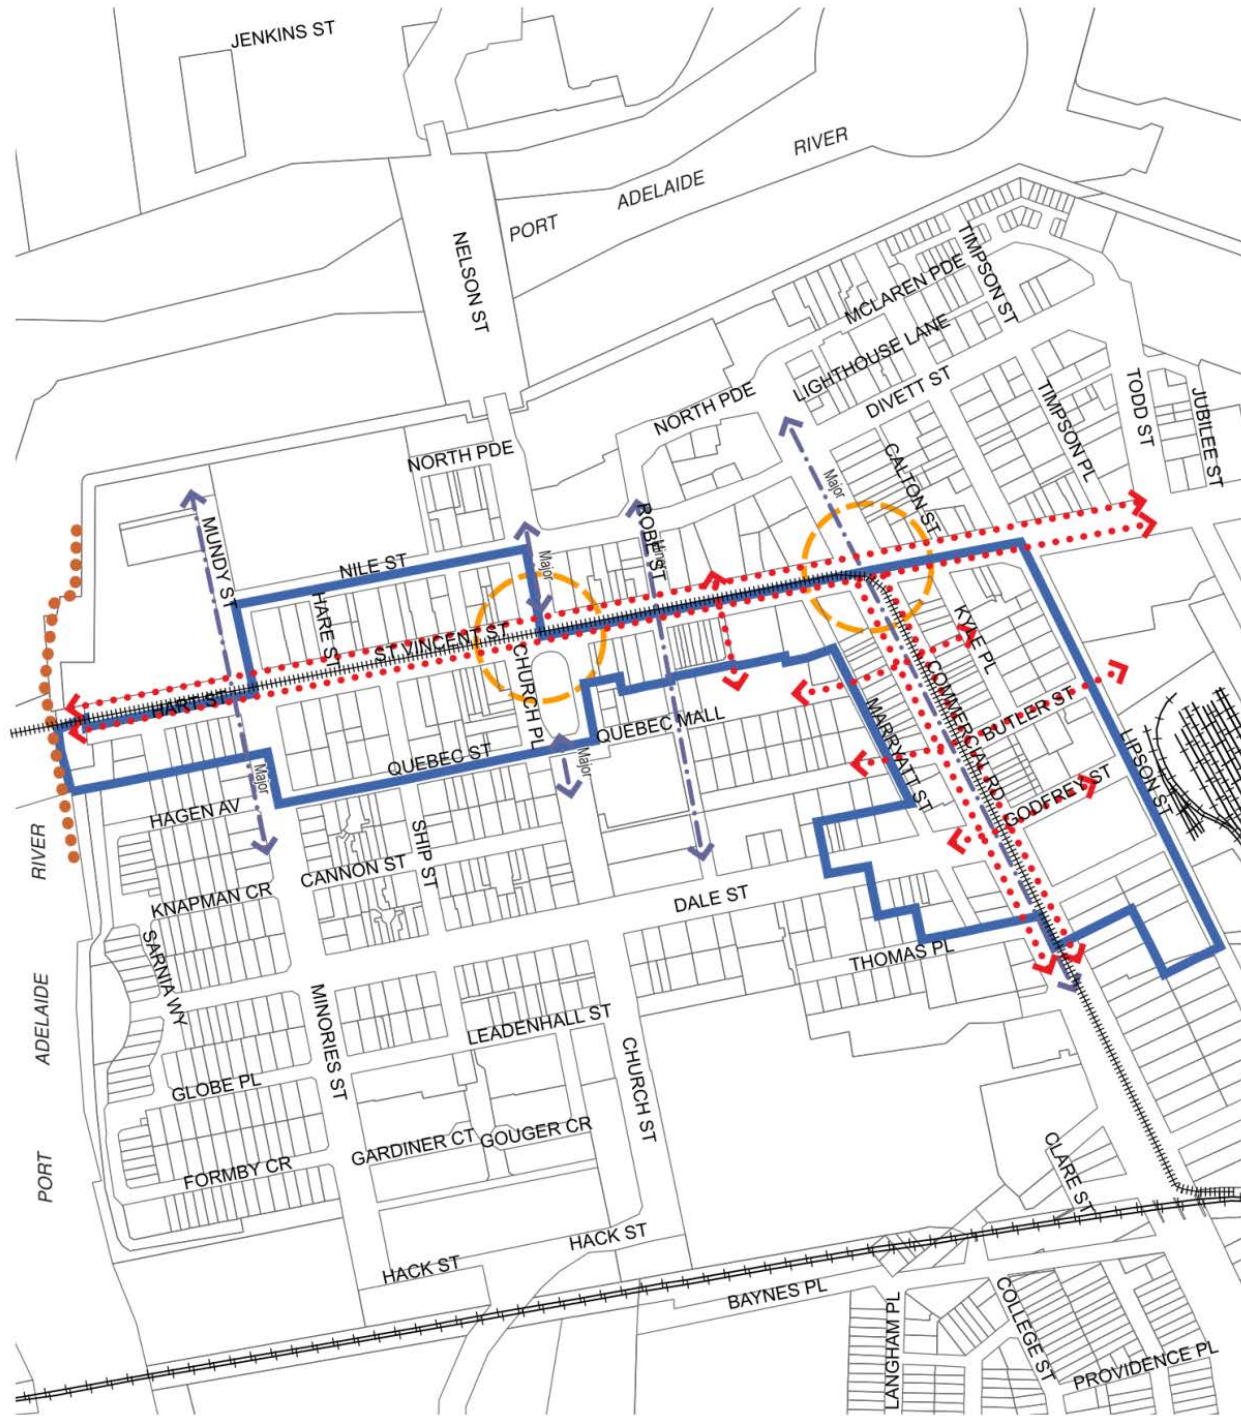 JENKINS ST
RIVER
ADELAIDE
PORT
NELSON ST
TIMPSON ST
MCLAREN PDE
LIGHTHOUSE LANE
DIVETT ST
TODD ST
JUBILEE ST
TIMPSON PL
NORTH PDE
NORTH PDE
CALTON ST
Major
MUNDY ST
NILE ST
Major
ROBE ST
HARE ST
ST VINCENT ST
KYAE PL
HART ST
CHURCH PL
COMMERCIAL RD
BUTLER ST
MARRYATT ST
LIPSON ST
QUEBEC MALL
QUEBEC ST
Major
Major
GODFREY ST
HAGEN AV
SHIP ST
CANNON ST
KNAPMAN CR
DALE ST
RIVER
SARNIA WY
THOMAS PL
ADELAIDE
MINORIES ST
LEADENHALL ST
CHURCH ST
GLOBE PL
GARDINER CT
GOUGER CR
CLARE ST
FORMBY CR
PORT
HACK ST
HACK ST
BAYNES PL
LANGHAM PL
COLLEGE ST
PROVIDENCE PL